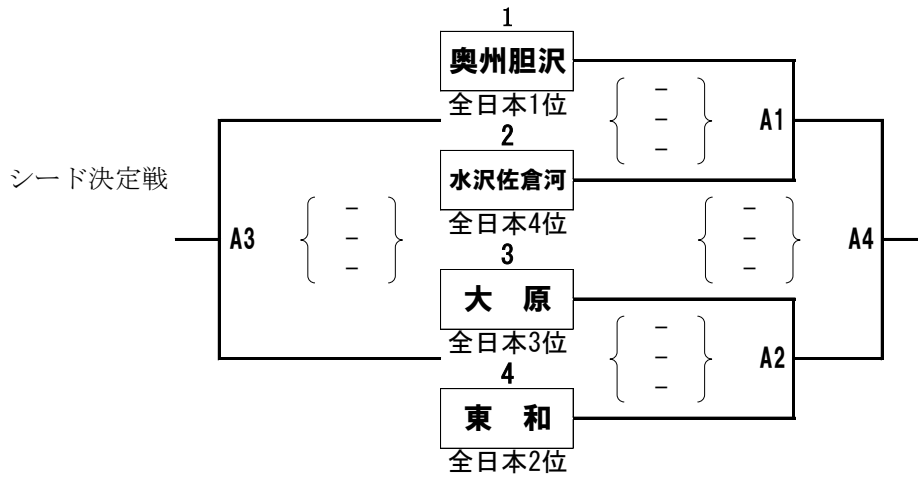 1
奥州胆沢
全日本1位
－
－
－
A1
2
シード決定戦
水沢佐倉河
全日本4位
A3
－
－
－
－
－
－
A4
3
大　原
全日本3位
－
－
－
A2
4
東　和
全日本2位